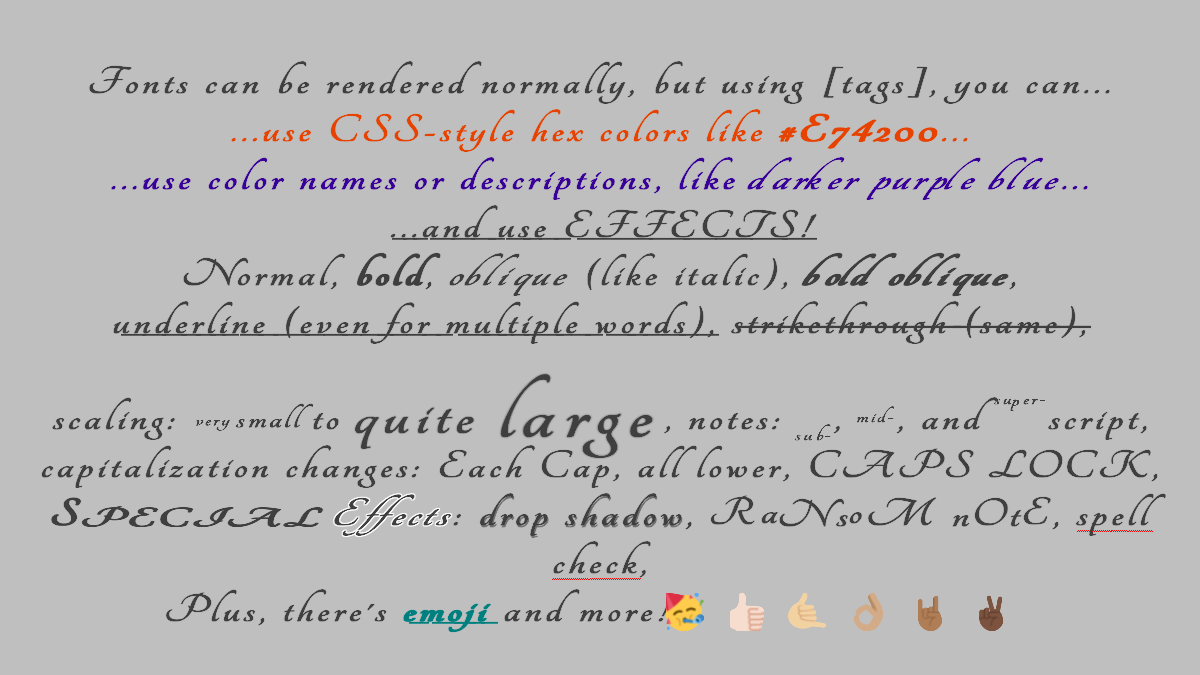 Fonts can be rendered normally, but using [tags], you can...
...use CSS-style hex colors like #E74200...
...use color names or descriptions, like darker purple blue...
...and use EFFECTS!
Normal, bold, oblique (like italic), bold oblique,
underline (even for multiple words), strikethrough (same),
scaling: very small to quite large, notes: sub-, mid-, and super- script,
capitalization changes: Each Cap, all lower, CAPS LOCK,
SPECIAL Effects: drop shadow, RaNsoM nOtE, spell
check,
Plus, there's emoji and more!🥳 👍🏻 🤙🏼 👌🏽 🤘🏾 ✌🏿